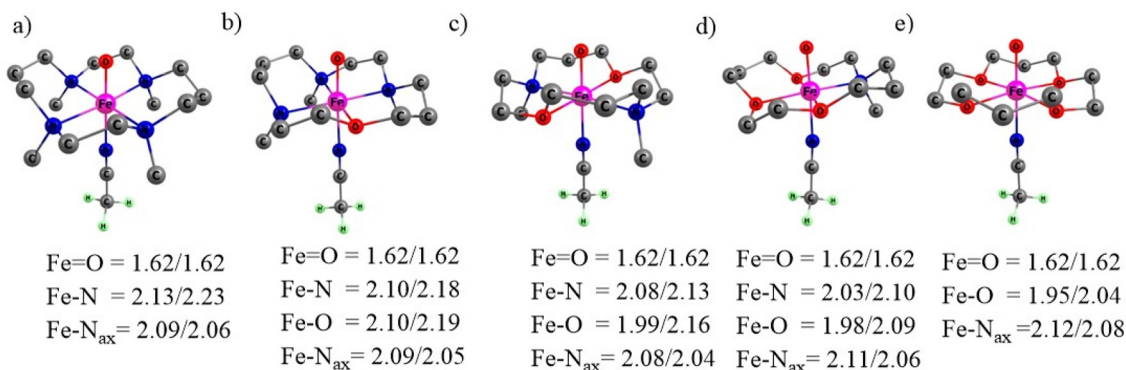 a)
b)
c)
d)
e)
Fe=O = 1.62/1.62
Fe-N = 2.13/2.23
Fe-Nax= 2.09/2.06
Fe=O = 1.62/1.62
Fe-N = 2.10/2.18
Fe-O = 2.10/2.19
Fe-Nax= 2.09/2.05
Fe=O = 1.62/1.62
Fe-N = 2.08/2.13
Fe-O = 1.99/2.16
Fe-Nax = 2.08/2.04
Fe=O = 1.62/1.62
Fe-N = 2.03/2.10
Fe-O = 1.98/2.09
Fe-Nax= 2.11/2.06
Fe=O = 1.62/1.62
Fe-O = 1.95/2.04
Fe-Nax= 2.12/2.08